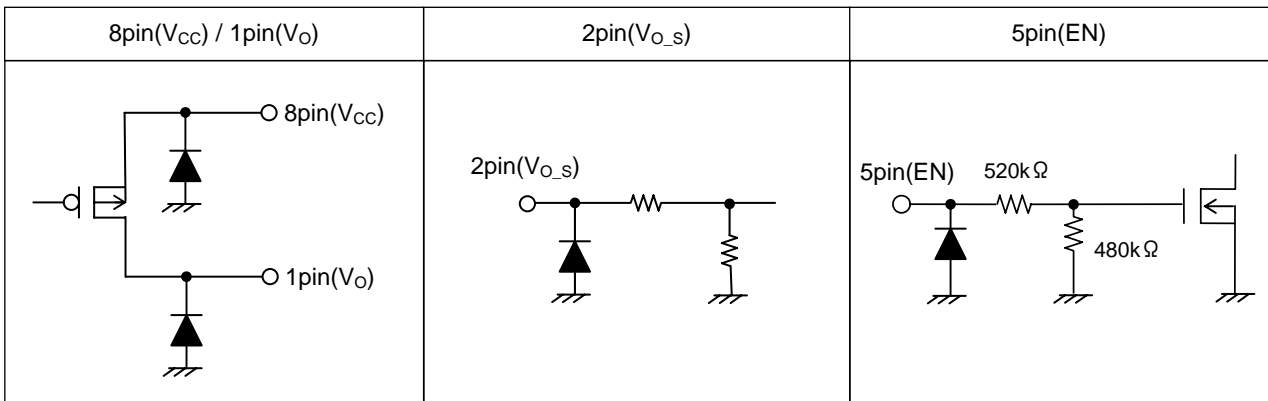 8pin(VCC) / 1pin(VO)
2pin(VO_S)
5pin(EN)
8pin(VCC)
1pin(VO)
2pin(VO_S)
5pin(EN)
520kΩ
480kΩ